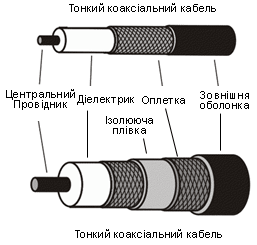 Тонкий коаксіальний кабель
Центральний Провідник
Діелектрик
Оплетка
Зовнішня оболонка
Ізолююча плівка
Тонкий коаксіальний кабель